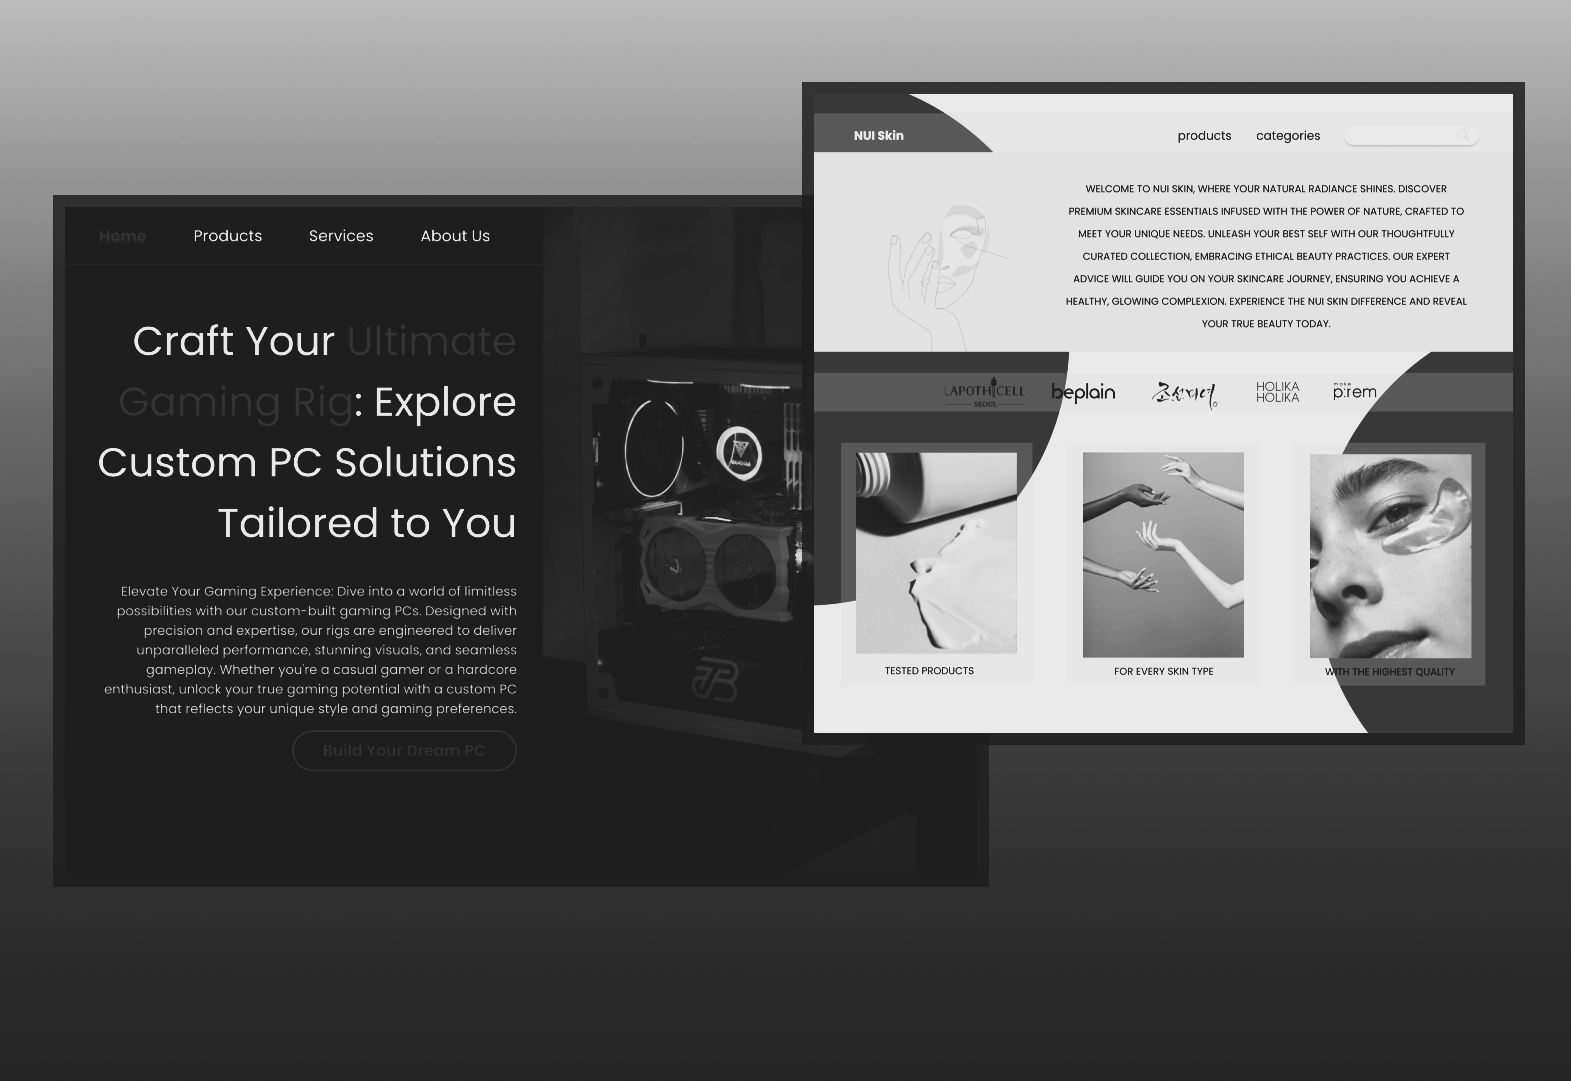 Home
Products
Services
About Us
Craft Your Ultimate
Gaming Rig: Explore
Custom PC Solutions
Tailored to You
Elevate Your Gaming Experience: Dive into a world of limitless
possibilities with our custom-built gaming PCs. Designed with
precision and expertise, our rigs are engineered to deliver
unparalleled performance, stunning visuals, and seamless
gameplay. Whether you're a casual gamer or a hardcore
enthusiast, unlock your true gaming potential with a custom PC
that reflects your unique style and gaming preferences.
Build Your Dream PC
NUI Skin
products
categories
WELCOME TO NUI SKIN, WHERE YOUR NATURAL RADIANCE SHINES. DISCOVER
PREMIUM SKINCARE ESSENTIALS INFUSED WITH THE POWER OF NATURE, CRAFTED TO
MEET YOUR UNIQUE NEEDS. UNLEASH YOUR BEST SELF WITH OUR THOUGHTFULLY
CURATED COLLECTION, EMBRACING ETHICAL BEAUTY PRACTICES. OUR EXPERT
ADVICE WILL GUIDE YOU ON YOUR SKINCARE JOURNEY, ENSURING YOU ACHIEVE A
HEALTHY, GLOWING COMPLEXION. EXPERIENCE THE NUI SKIN DIFFERENCE AND REVEAL
YOUR TRUE BEAUTY TODAY.
LAPOTHICELL
SEOUL
beplain
조선미녀
HOLIKA
HOLIKA
make
p:rem
TESTED PRODUCTS
FOR EVERY SKIN TYPE
WITH THE HIGHEST QUALITY